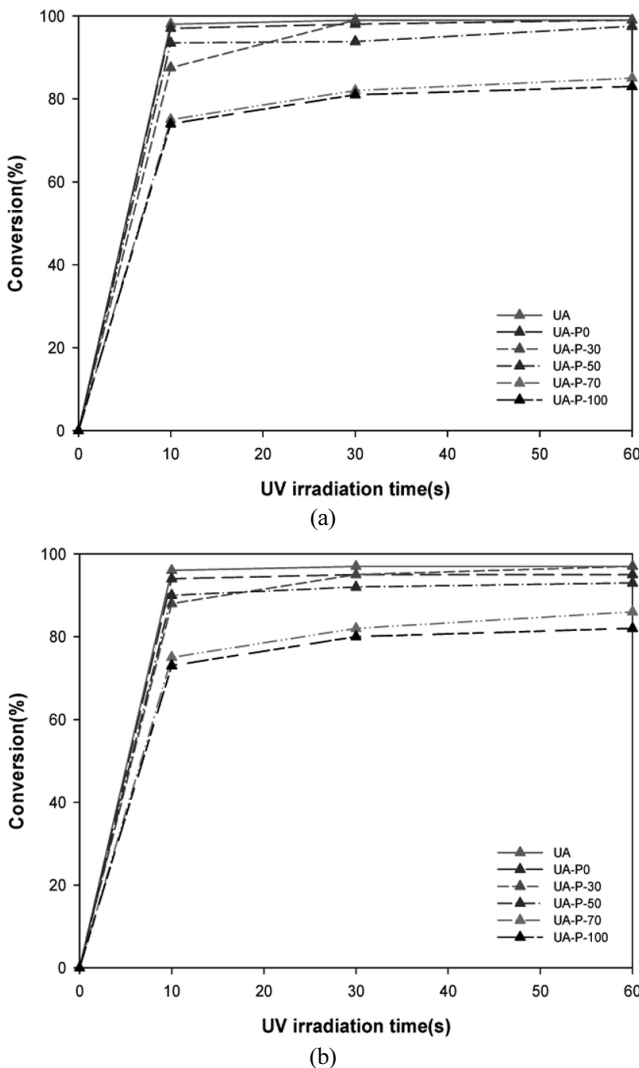 100
80
60
40
20
0
Conversion(%)
UA
UA-P0
UA-P-30
UA-P-50
UA-P-70
UA-P-100
0 10 20 30 40 50 60
UV irradiation time(s)
(a)
100
80
60
40
20
0
Conversion(%)
UA
UA-P0
UA-P-30
UA-P-50
UA-P-70
UA-P-100
0 10 20 30 40 50 60
UV irradiation time(s)
(b)